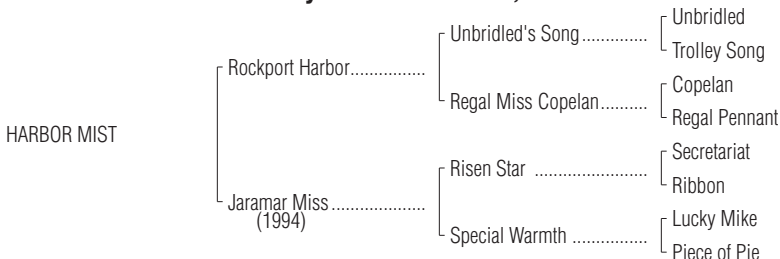 Unbridled
Unbridled's Song..............
Trolley Song
Rockport Harbor................
Copelan
Regal Miss Copelan..........
Regal Pennant
HARBOR MIST
Secretariat
Risen Star ........................
Ribbon
Jaramar Miss....................
(1994)
Lucky Mike
Special Warmth ................
Piece of Pie